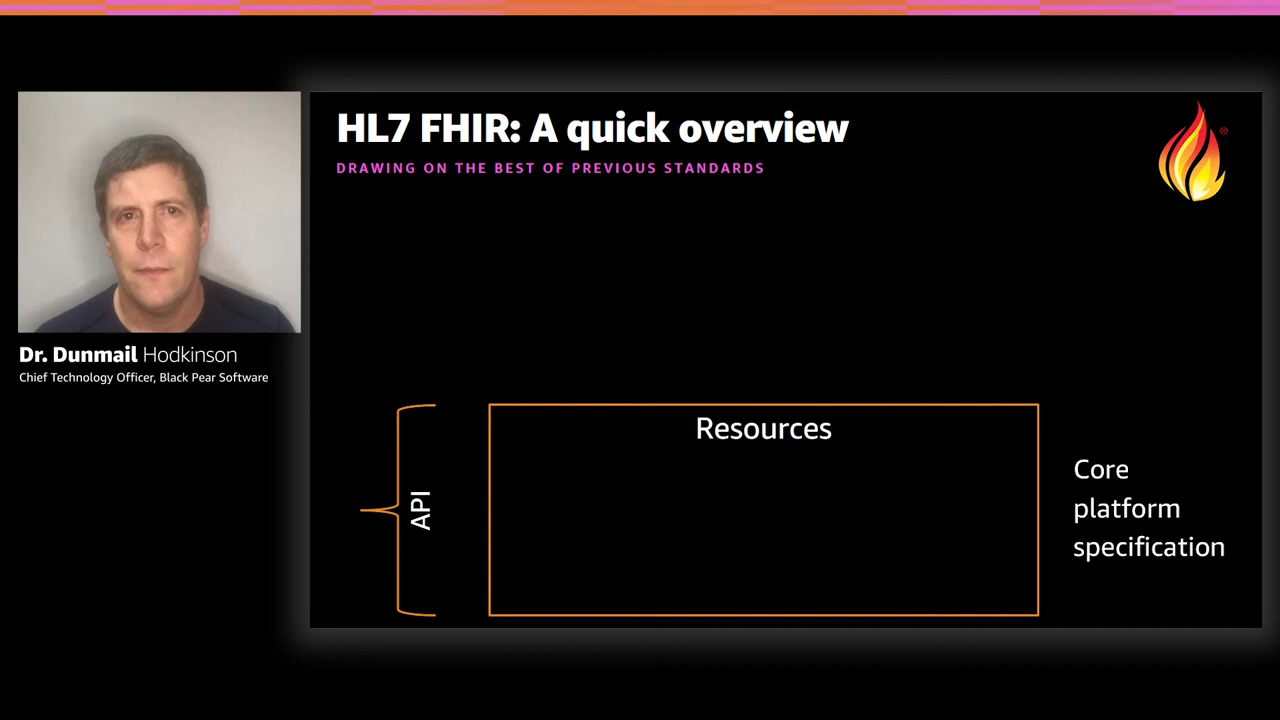 HL7 FHIR: A quick overview
DRAWING ON THE BEST OF PREVIOUS STANDARDS
®
Dr. Dunmail Hodkinson
Chief Technology Officer, Black Pear Software
Resources
API
Core
platform
specification